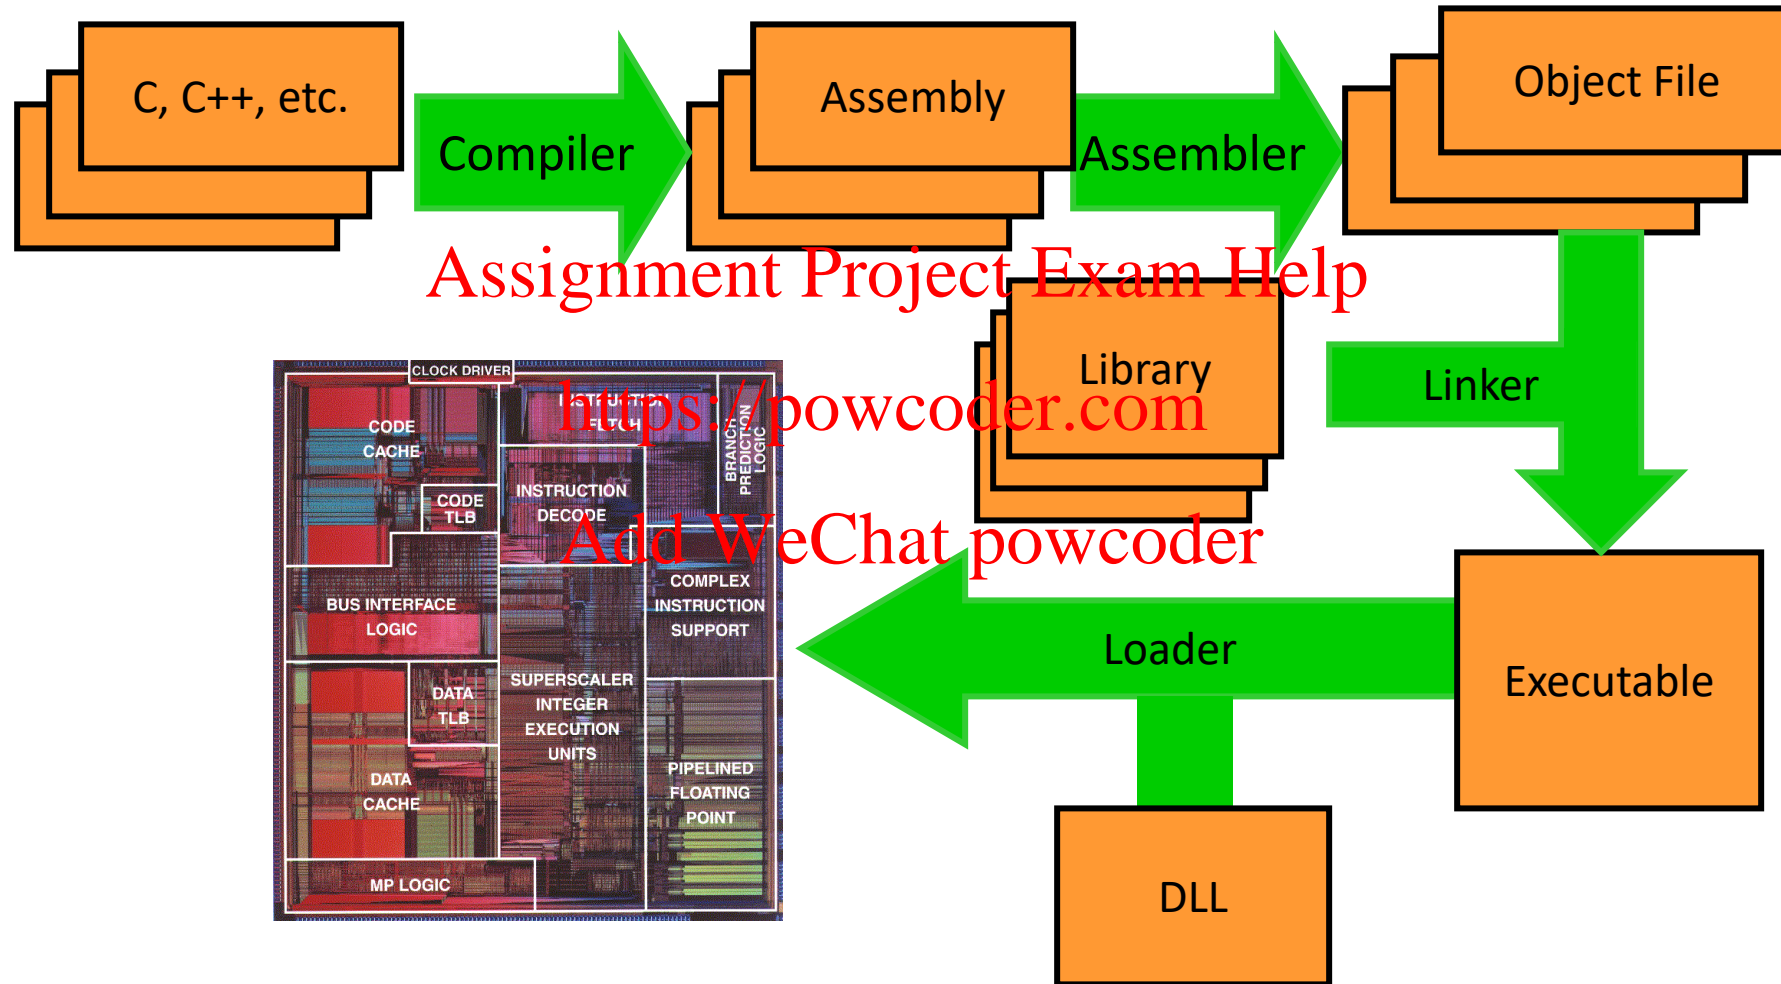 C, C++, etc.
Compiler
Assembly
Assembler
Object File
Assignment Project Exam Help
Library
Linker
https://powcoder.com
Add WeChat powcoder
CLOCK DRIVER
CODE
CACHE
INSTRUCTION
FETCH
BRANCH
PREDICTION
LOGIC
CODE
TLB
INSTRUCTION
DECODE
BUS INTERFACE
LOGIC
COMPLEX
INSTRUCTION
SUPPORT
DATA
TLB
SUPERSCALER
INTEGER
EXECUTION
UNITS
DATA
CACHE
PIPELINED
FLOATING
POINT
MP LOGIC
Loader
Executable
DLL